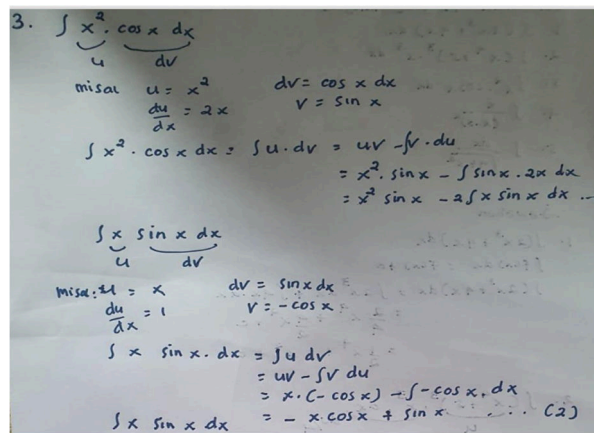 3. ∫ x². cos x dx
u dv
misal u = x² dv = cos x dx
du/dx = 2x v = sin x
∫ x² · cos x dx = ∫ u · dv = uv - ∫v · du
= x². sin x - ∫ sin x . 2x dx
= x² sin x - 2 ∫ x sin x dx ...
∫ x sin x dx
u dv
misal: u = x dv = sin x dx
du/dx = 1 v = - cos x
∫ x sin x . dx = ∫ u dv
= uv - ∫ v du
= x . (- cos x) - ∫ - cos x . dx
∫ x sin x dx = - x cos x + sin x ... (2)